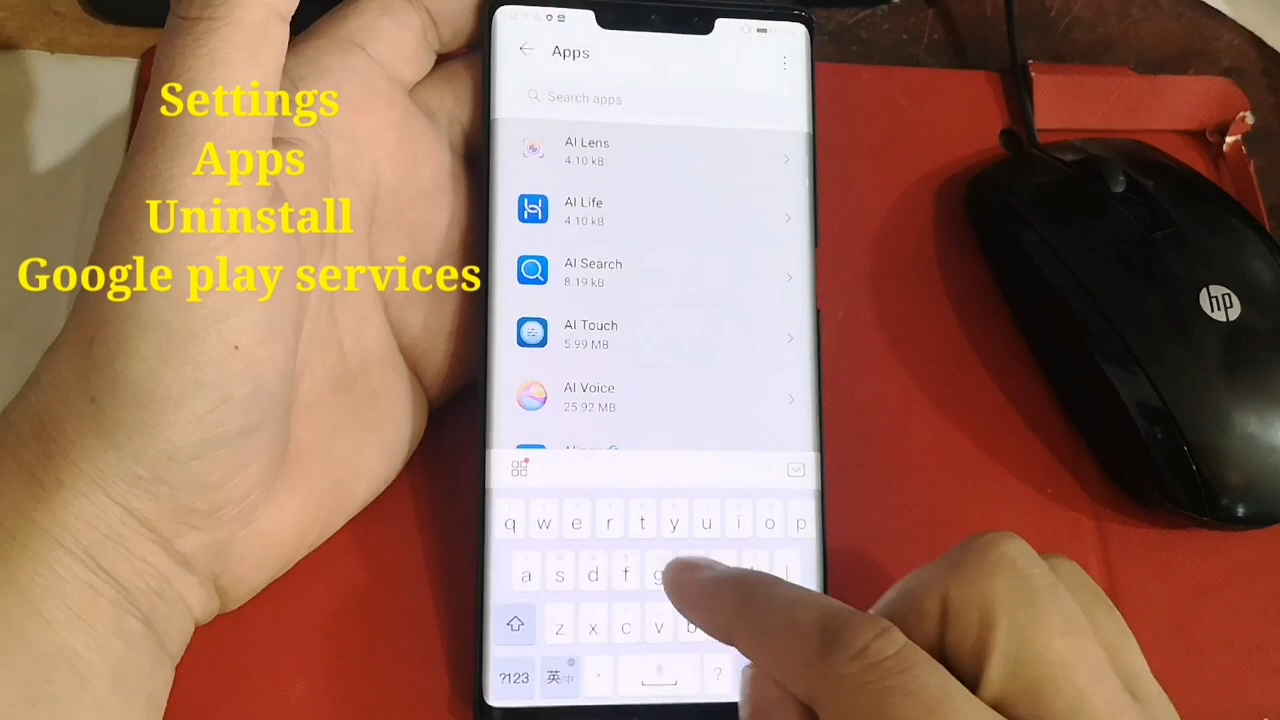 Settings
Apps
Uninstall
Google play services
Apps
Search apps
AI Lens
4.10 kB
AI Life
4.10 kB
AI Search
8.19 kB
AI Touch
5.99 MB
AI Voice
25.92 MB
q w e r t y u i o p
a s d f g l
z x c v b
?123 英/中 . ?
hp